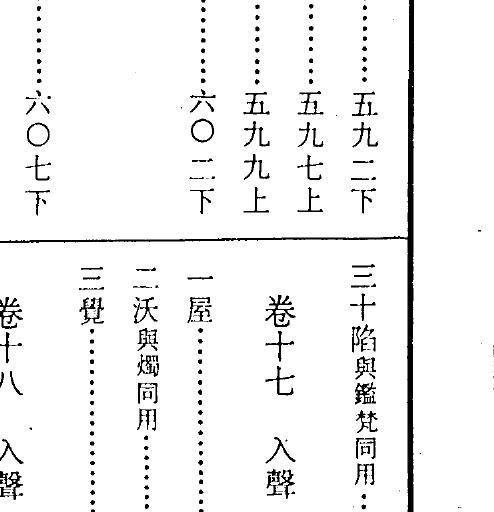 ……五九二下
……五九七上
……五九九上
……六〇二下
……六〇七下
三十陷與鑑梵同用…
卷十七 入聲
一屋……
二沃與燭同用……
三覺……
卷十八 入聲